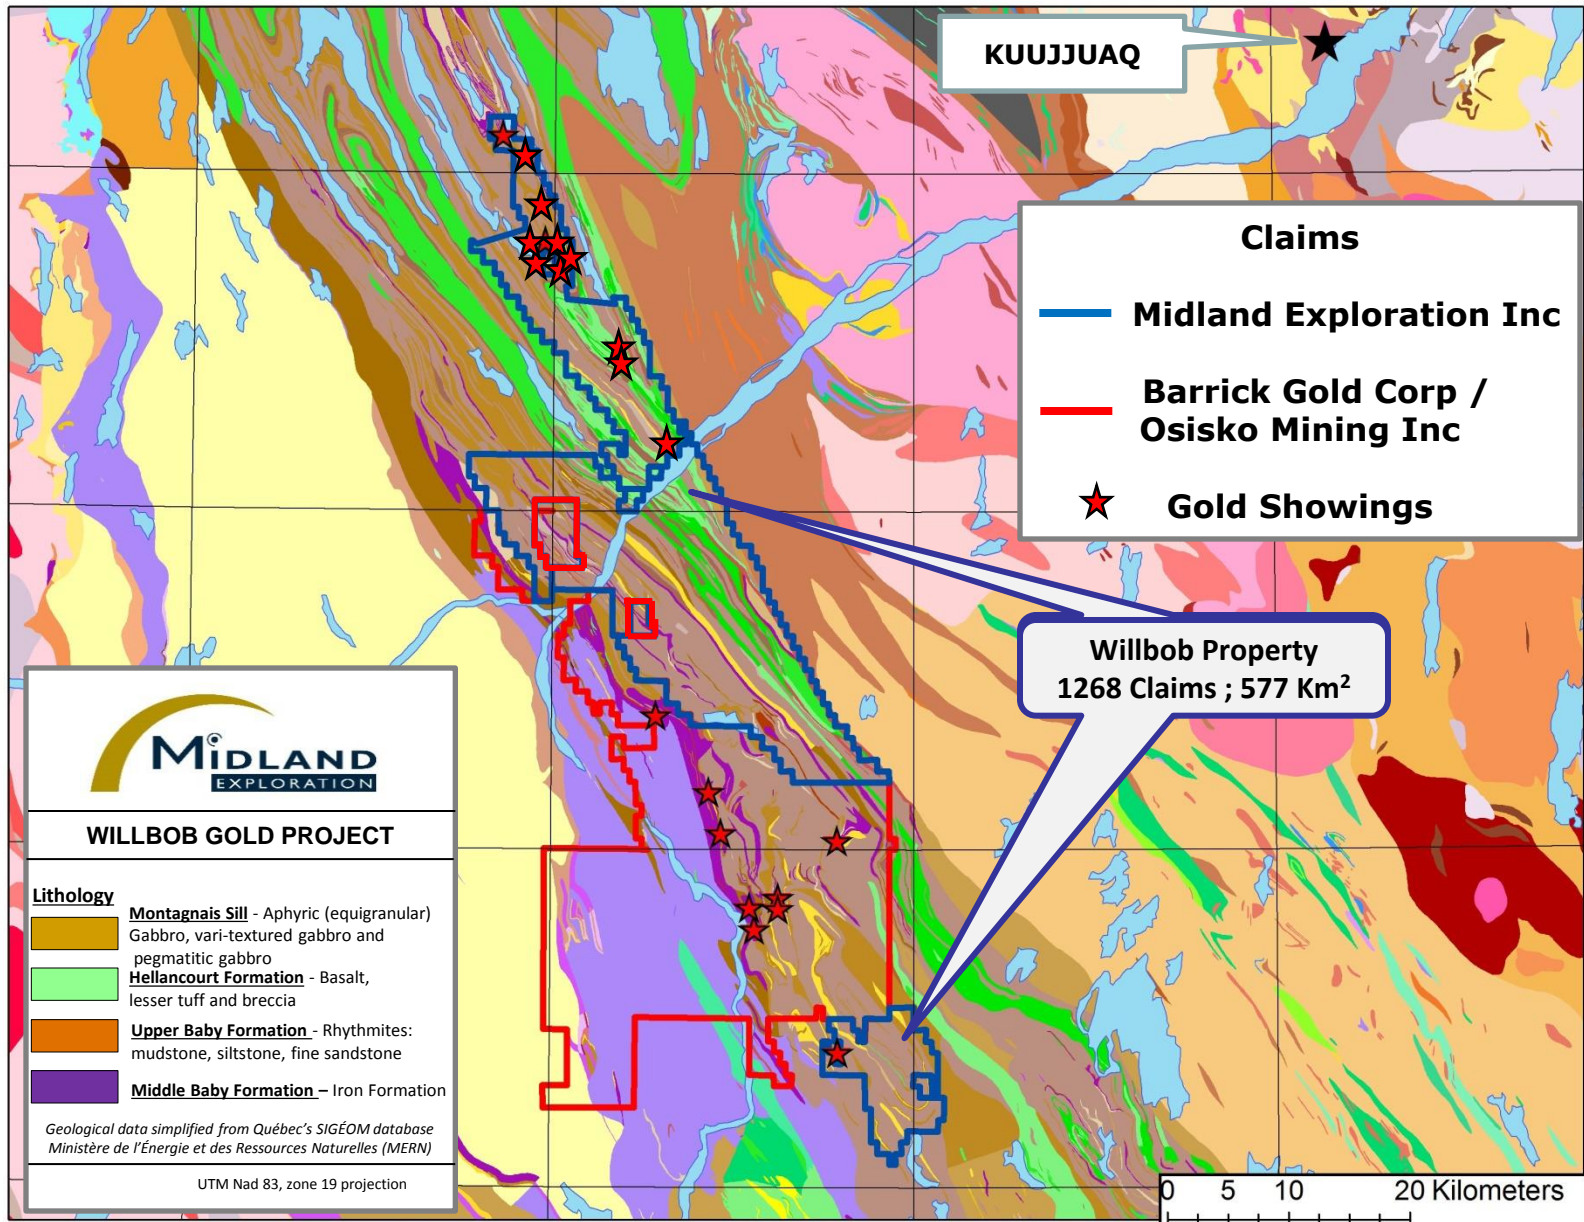 KUUJJUAQ
Claims
Midland Exploration Inc
Barrick Gold Corp /
Osisko Mining Inc
Gold Showings
Willbob Property
1268 Claims ; 577 Km²
MiDLAND
EXPLORATION
WILLBOB GOLD PROJECT
Lithology
Montagnais Sill - Aphyric (equigranular)
Gabbro, vari-textured gabbro and
pegmatitic gabbro
Hellancourt Formation - Basalt,
lesser tuff and breccia
Upper Baby Formation - Rhythmites:
mudstone, siltstone, fine sandstone
Middle Baby Formation – Iron Formation
Geological data simplified from Québec's SIGÉOM database
Ministère de l'Énergie et des Ressources Naturelles (MERN)
UTM Nad 83, zone 19 projection
0 5 10 20 Kilometers